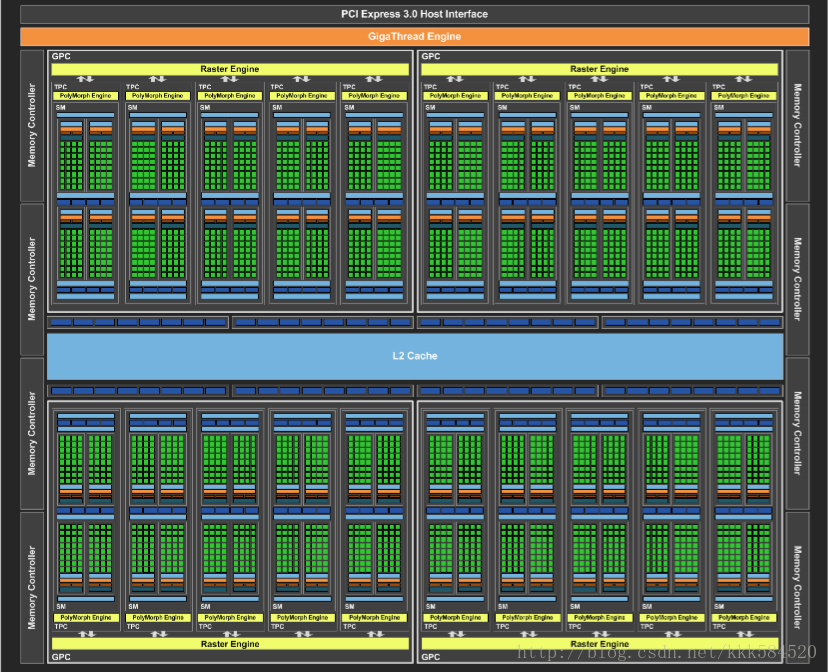 PCI Express 3.0 Host Interface
GigaThread Engine
GPC
GPC
Raster Engine
Raster Engine
TPC TPC TPC TPC TPC
TPC TPC TPC TPC TPC
PolyMorph Engine PolyMorph Engine PolyMorph Engine PolyMorph Engine PolyMorph Engine
PolyMorph Engine PolyMorph Engine PolyMorph Engine PolyMorph Engine PolyMorph Engine
SM SM SM SM SM
SM SM SM SM SM
Memory Controller
Memory Controller
Memory Controller
Memory Controller
L2 Cache
Memory Controller
Memory Controller
Memory Controller
Memory Controller
SM SM SM SM SM
SM SM SM SM SM
PolyMorph Engine PolyMorph Engine PolyMorph Engine PolyMorph Engine PolyMorph Engine
PolyMorph Engine PolyMorph Engine PolyMorph Engine PolyMorph Engine PolyMorph Engine
TPC TPC TPC TPC TPC
TPC TPC TPC TPC TPC
Raster Engine
Raster Engine
GPC
GPC
http://blog.csdn.net/kkk584520